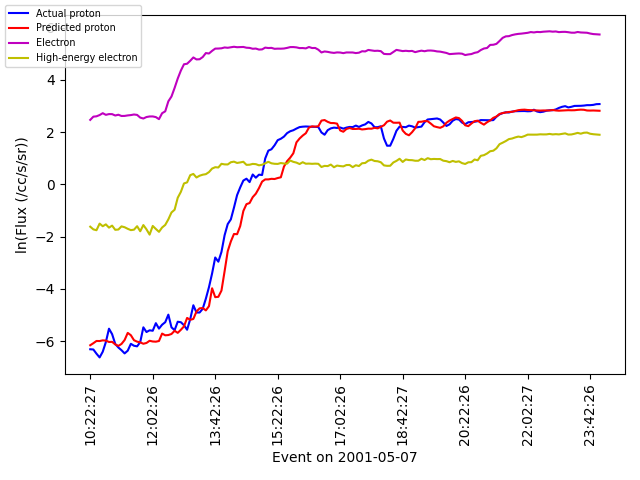 Actual proton
Predicted proton
Electron
High-energy electron
ln(Flux (/cc/s/sr))
4
2
0
−2
−4
−6
10:22:27
12:02:26
13:42:26
15:22:26
17:02:26
18:42:27
20:22:26
22:02:27
23:42:26
Event on 2001-05-07